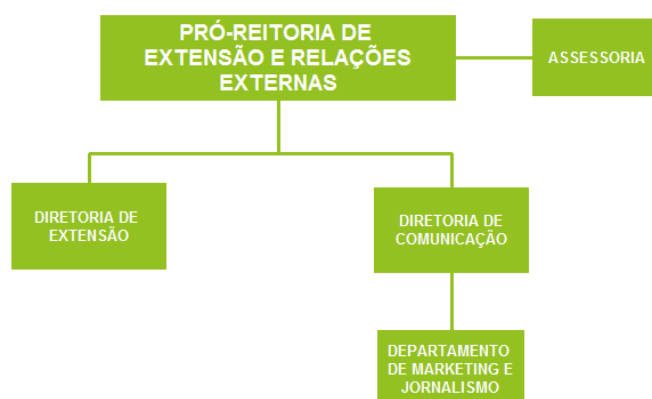 PRÓ-REITORIA DE
EXTENSÃO E RELAÇÕES
EXTERNAS
ASSESSORIA
DIRETORIA DE
EXTENSÃO
DIRETORIA DE
COMUNICAÇÃO
DEPARTAMENTO
DE MARKETING E
JORNALISMO